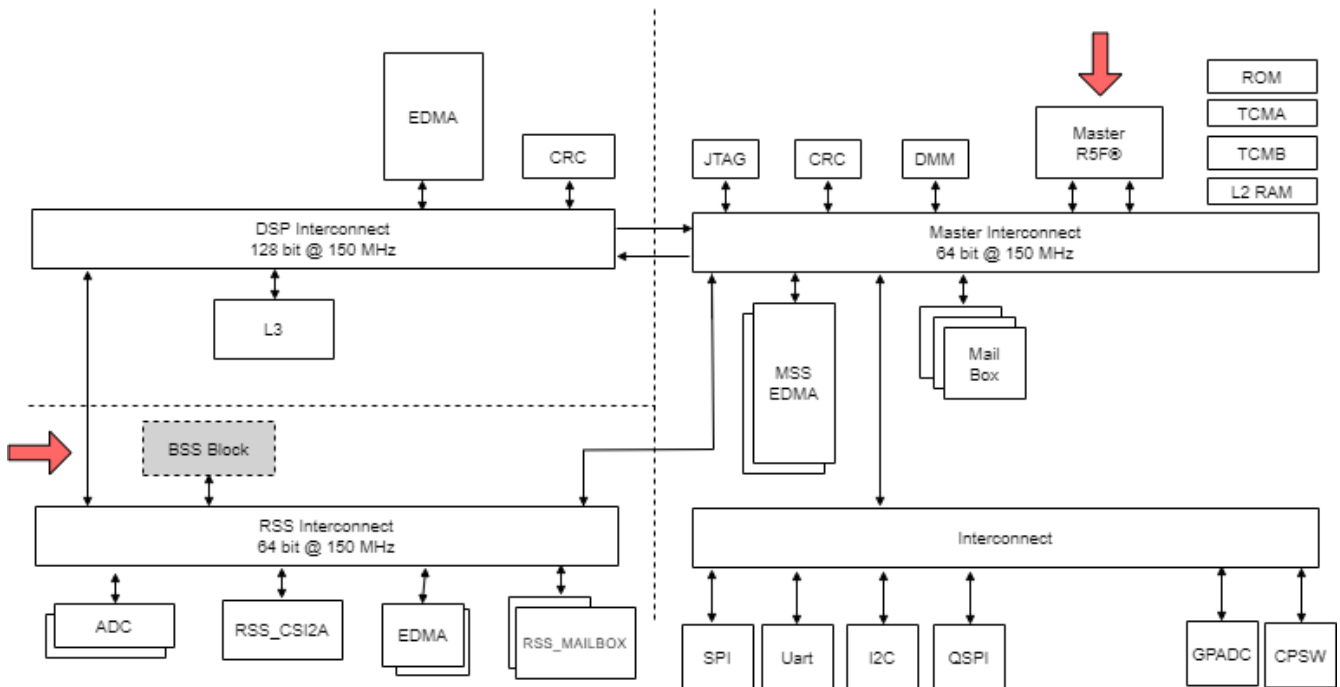 EDMA
CRC
DSP Interconnect
128 bit @ 150 MHz
L3
JTAG
CRC
DMM
Master
R5F®
ROM
TCMA
TCMB
L2 RAM
Master Interconnect
64 bit @ 150 MHz
MSS
EDMA
Mail
Box
BSS Block
RSS Interconnect
64 bit @ 150 MHz
ADC
RSS_CSI2A
EDMA
RSS_MAILBOX
Interconnect
SPI
Uart
I2C
QSPI
GPADC
CPSW